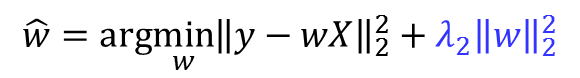 ŵ = argmin‖y − wX‖₂² + λ₂‖w‖₂²
w